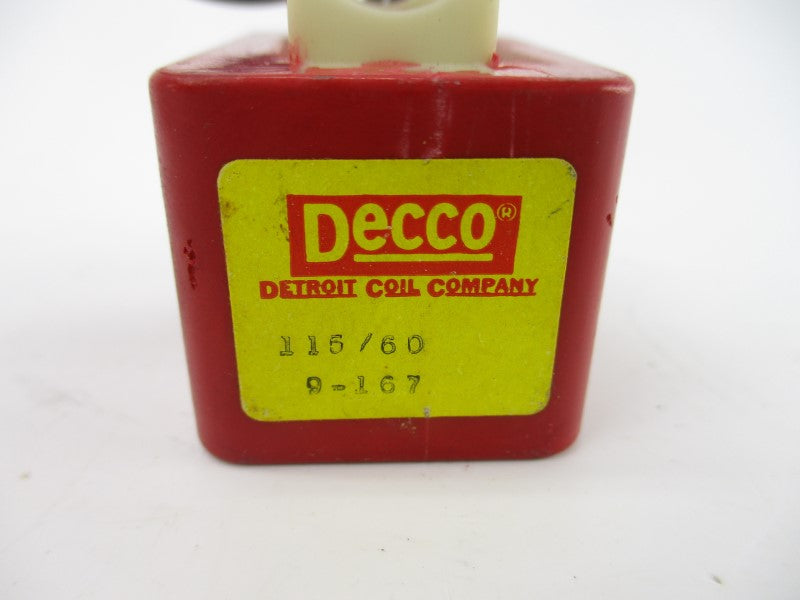 Decco®
DETROIT COIL COMPANY
115/60
9-167